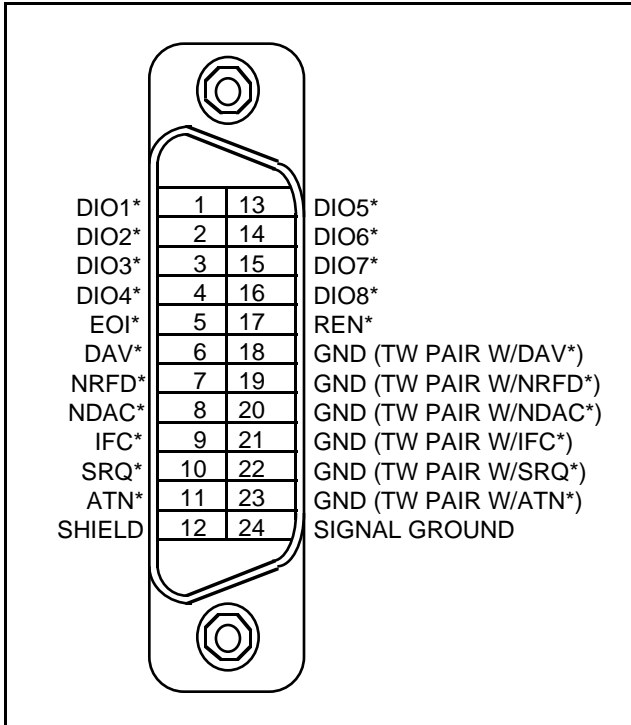 DIO1* 1 13 DIO5*
DIO2* 2 14 DIO6*
DIO3* 3 15 DIO7*
DIO4* 4 16 DIO8*
EOI* 5 17 REN*
DAV* 6 18 GND (TW PAIR W/DAV*)
NRFD* 7 19 GND (TW PAIR W/NRFD*)
NDAC* 8 20 GND (TW PAIR W/NDAC*)
IFC* 9 21 GND (TW PAIR W/IFC*)
SRQ* 10 22 GND (TW PAIR W/SRQ*)
ATN* 11 23 GND (TW PAIR W/ATN*)
SHIELD 12 24 SIGNAL GROUND